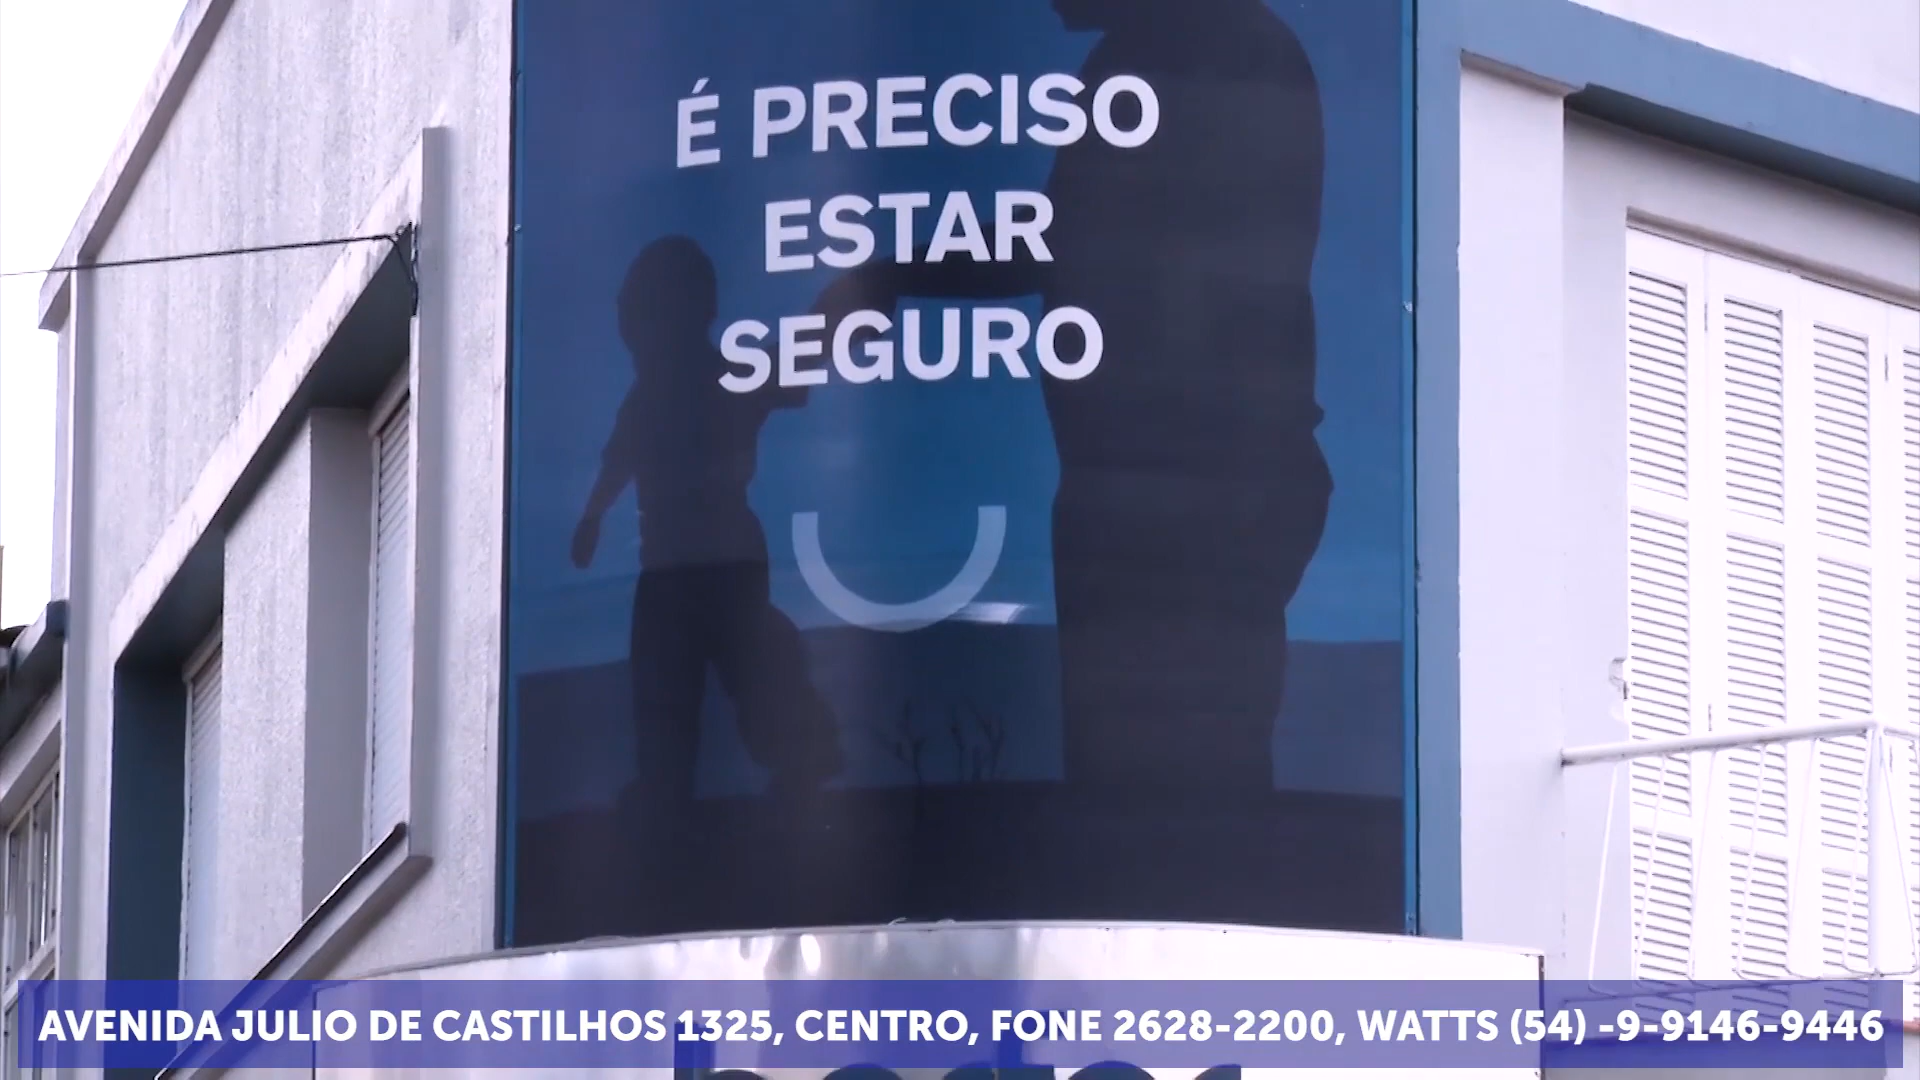 É PRECISO
ESTAR
SEGURO
AVENIDA JULIO DE CASTILHOS 1325, CENTRO, FONE 2628-2200, WATTS (54) -9-9146-9446